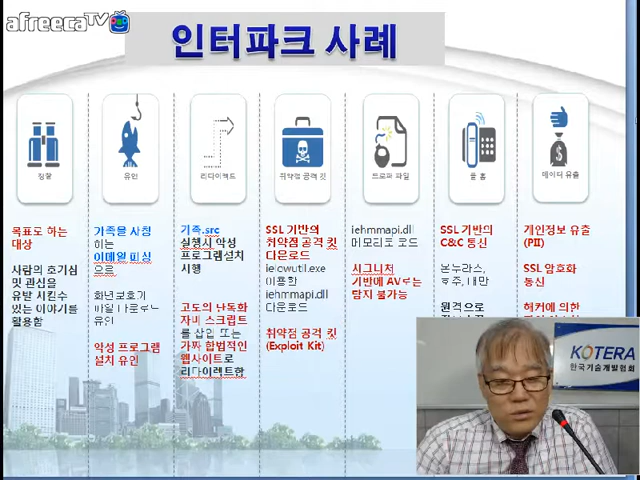 afreecaTV
인터파크 사례
정찰
유인
리다이렉트
취약점 공격 킷
드로퍼 파일
콜 홈
데이터 유출
목표로 하는
대상
사람의 호기심
및 관심을
유발 시킬수
있는 이야기를
활용함
가족을 사칭
하는
이메일 피싱
으로
화면보호기
파일 다운로드
유인
악성 프로그램
설치 유인
가족.src
실행시 악성
프로그램설치
시행
고도의 난독화
자바 스크립트
를 삽입 또는
가짜 합법적인
웹사이트로
리다이렉트함
SSL 기반의
취약점 공격 킷
다운로드
ielowutil.exe
이용함
iehmmapi.dll
다운로드
취약점 공격 킷
(Exploit Kit)
iehmmapi.dll
메모리로 로드
시그니처
기반에 AV로는
탐지 불가능
SSL 기반의
C&C 통신
온두라스,
호주, 대만
원격으로
개인정보 유출
(PII)
SSL 암호화
통신
해커에 의한
KOTERA
한국기술개발협회